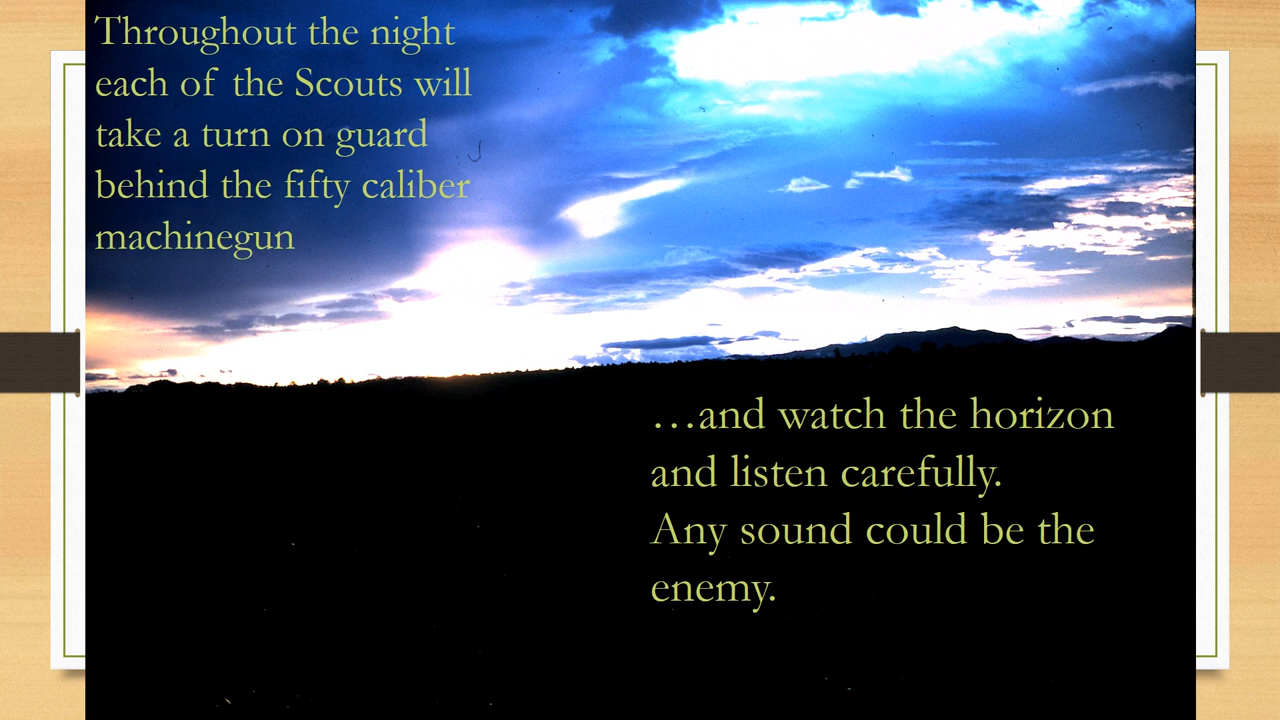 Throughout the night
each of the Scouts will
take a turn on guard
behind the fifty caliber
machinegun
…and watch the horizon
and listen carefully.
Any sound could be the
enemy.